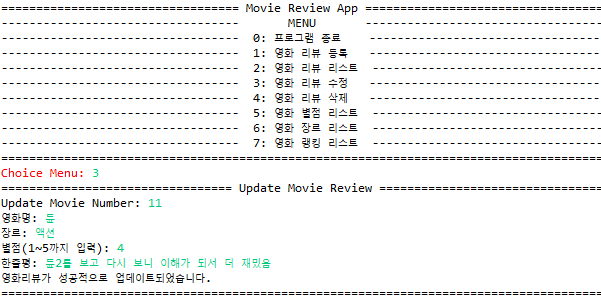 ================================== Movie Review App ===================================
---------------------------------- MENU ----------------------------------
---------------------------------- 0: 프로그램 종료 ----------------------------------
---------------------------------- 1: 영화 리뷰 등록 ----------------------------------
---------------------------------- 2: 영화 리뷰 리스트 ----------------------------------
---------------------------------- 3: 영화 리뷰 수정 ----------------------------------
---------------------------------- 4: 영화 리뷰 삭제 ----------------------------------
---------------------------------- 5: 영화 별점 리스트 ----------------------------------
---------------------------------- 6: 영화 장르 리스트 ----------------------------------
---------------------------------- 7: 영화 랭킹 리스트 ----------------------------------
======================================================================================
Choice Menu: 3
================================= Update Movie Review ================================
Update Movie Number: 11
영화명: 듄
장르: 액션
별점(1~5까지 입력): 4
한줄평: 듄2를 보고 다시 보니 이해가 되서 더 재밌음
영화리뷰가 성공적으로 업데이트되었습니다.
======================================================================================